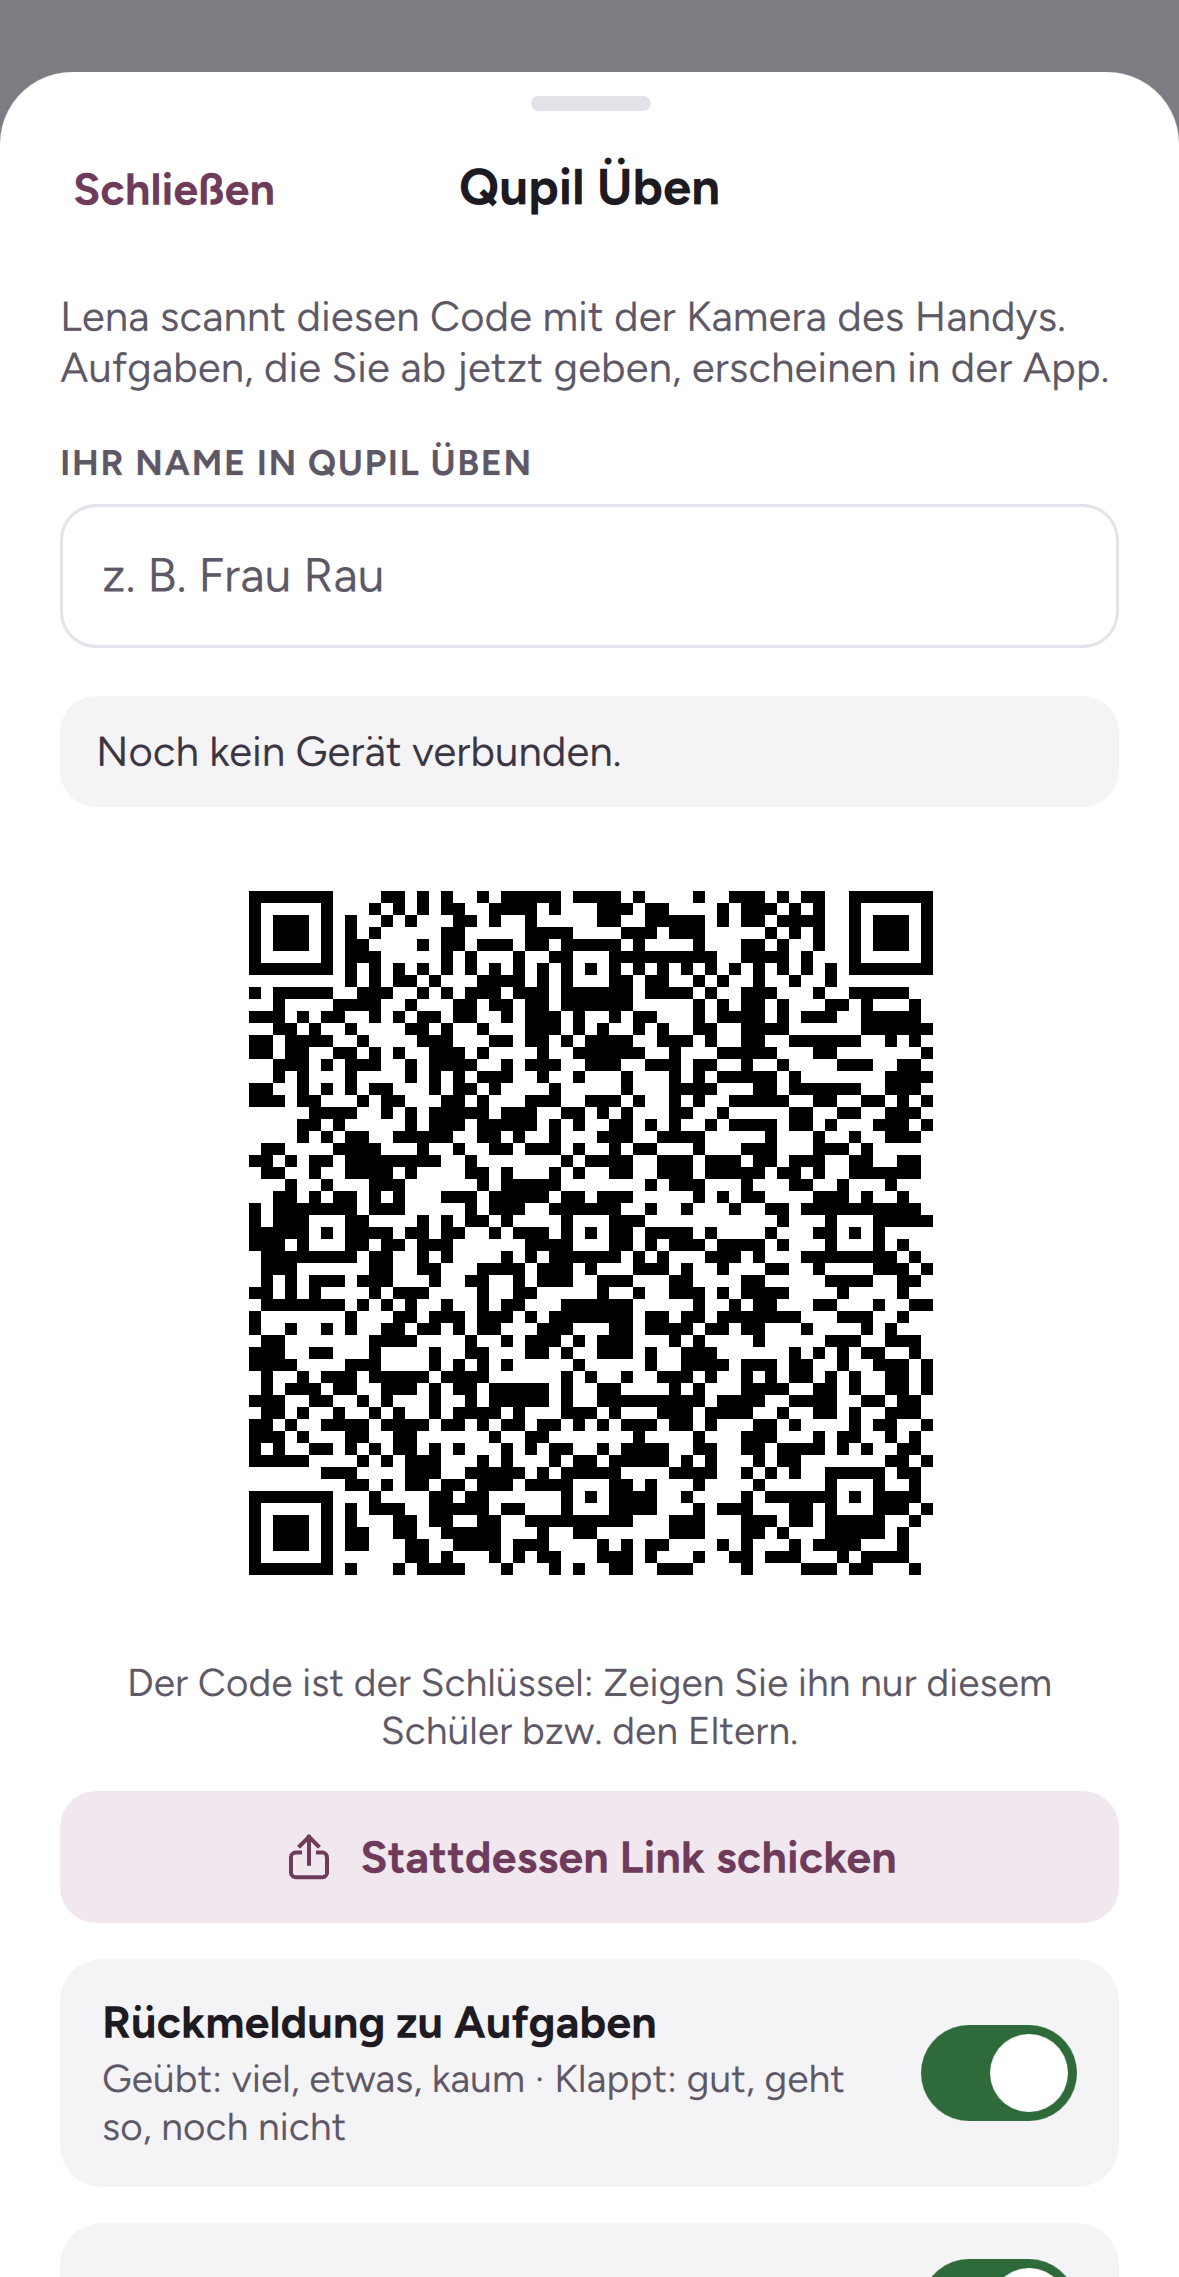 Schließen
Qupil Üben
Lena scannt diesen Code mit der Kamera des Handys.
Aufgaben, die Sie ab jetzt geben, erscheinen in der App.
IHR NAME IN QUPIL ÜBEN
z. B. Frau Rau
Noch kein Gerät verbunden.
Der Code ist der Schlüssel: Zeigen Sie ihn nur diesem
Schüler bzw. den Eltern.
Stattdessen Link schicken
Rückmeldung zu Aufgaben
Geübt: viel, etwas, kaum · Klappt: gut, geht
so, noch nicht